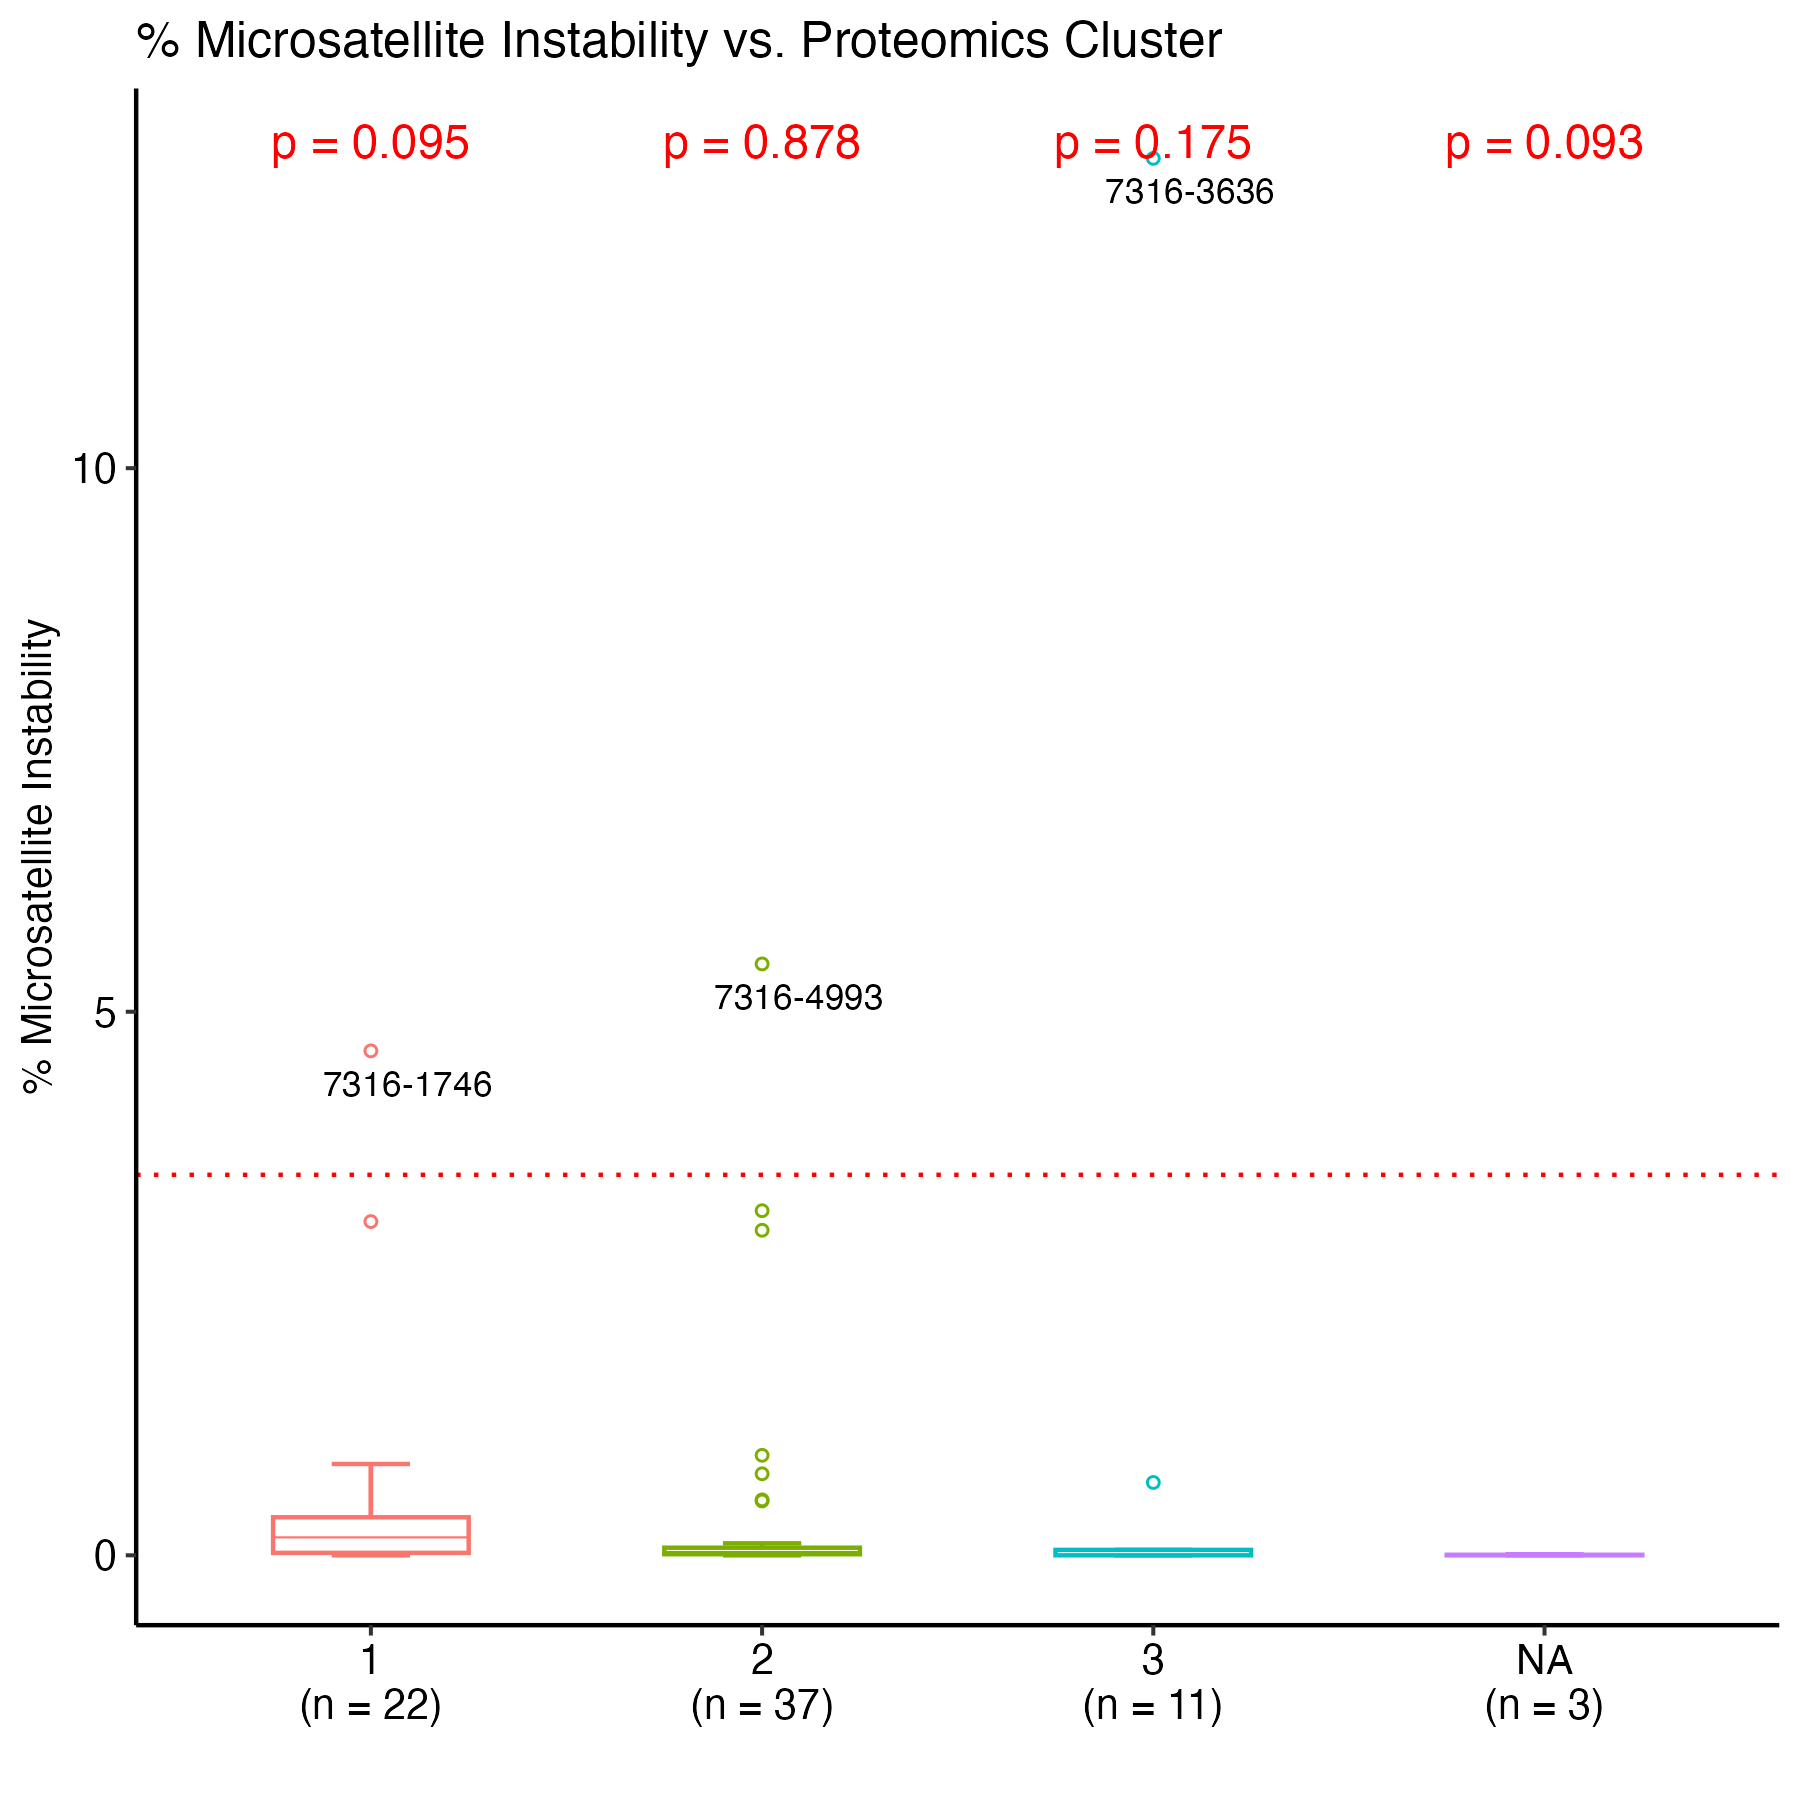 % Microsatellite Instability vs. Proteomics Cluster
p = 0.095
p = 0.878
p = 0.175
p = 0.093
7316-3636
10
7316-4993
5
7316-1746
0
% Microsatellite Instability
1
(n = 22)
2
(n = 37)
3
(n = 11)
NA
(n = 3)